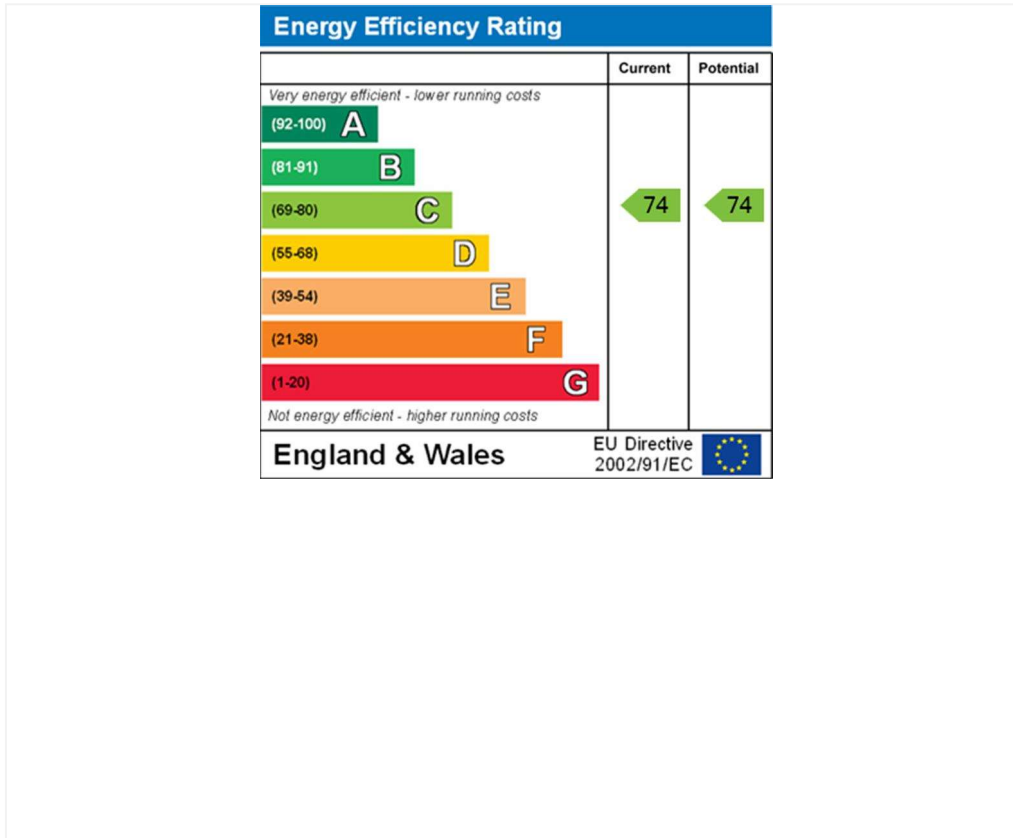 Energy Efficiency Rating
Current Potential
Very energy efficient - lower running costs
(92-100) A
(81-91) B
(69-80) C 74 74
(55-68) D
(39-54) E
(21-38) F
(1-20) G
Not energy efficient - higher running costs
England & Wales
EU Directive
2002/91/EC